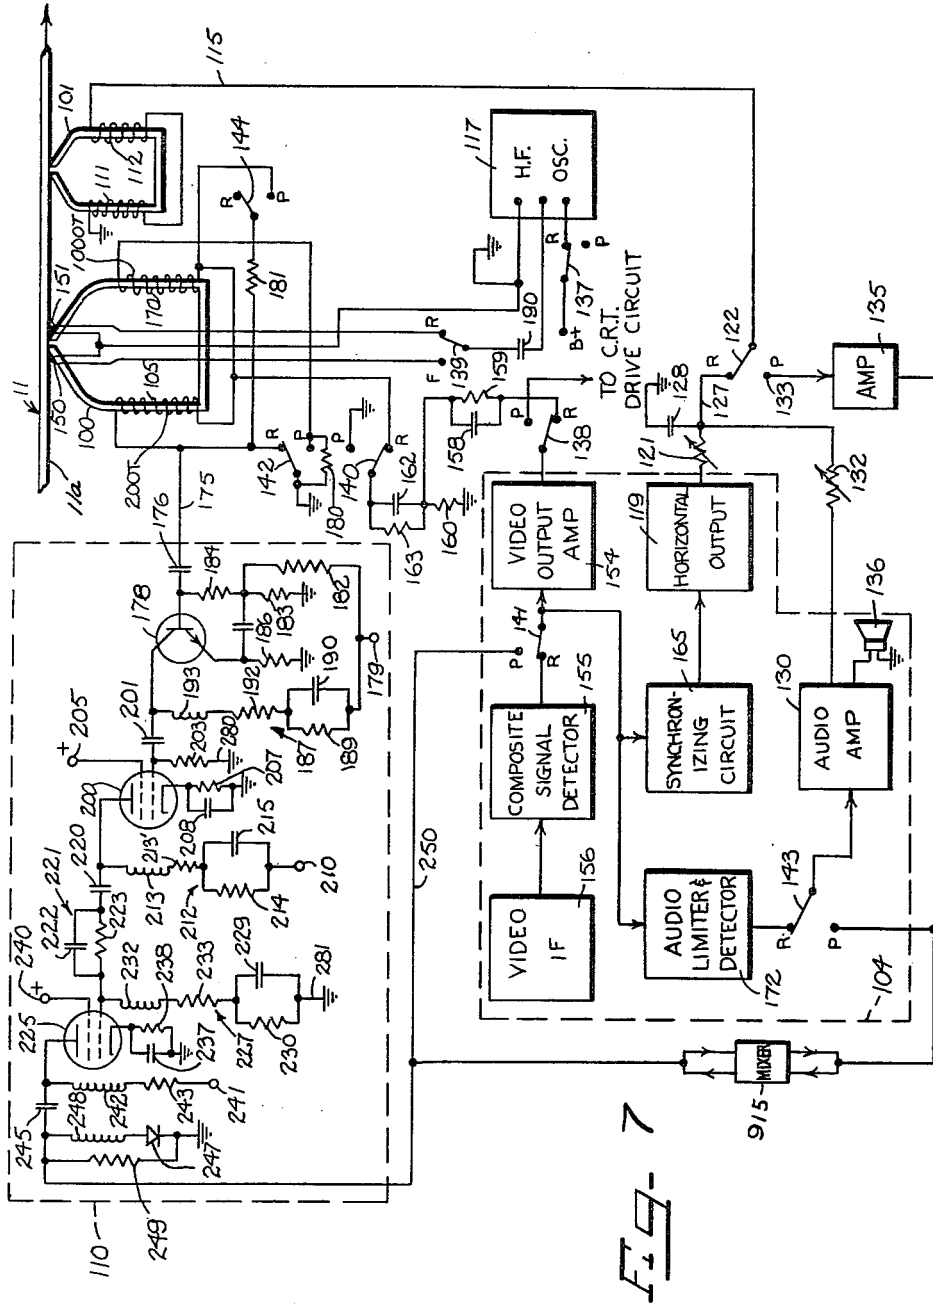 11
11a
150
151
100
105
200T
170
1000T
101
111
112
115
144
R
P
181
117
H.F.
OSC.
R
P
137
B+
190
139
R
F
TO C.R.T.
DRIVE CIRCUIT
159
158
P
R
138
142
R
P
180
P
140
R
162
163
160
175
176
178
184
186
183
182
179
193
192
187
190
189
201
205
200
203
280
207
208
220
221
222
223
213'
213
212
215
214
210
240
225
232
238
233
237
227
229
230
281
245
248
242
243
241
247
249
110
250
VIDEO
OUTPUT
AMP
154
141
P
R
COMPOSITE
SIGNAL
DETECTOR
155
VIDEO
IF
156
119
HORIZONTAL
OUTPUT
165
SYNCHRON-
IZING
CIRCUIT
AUDIO
LIMITER &
DETECTOR
172
R
P
143
104
130
AUDIO
AMP
136
121
128
127
R
122
P
133
132
AMP
135
MIXER
915
Fig. 7